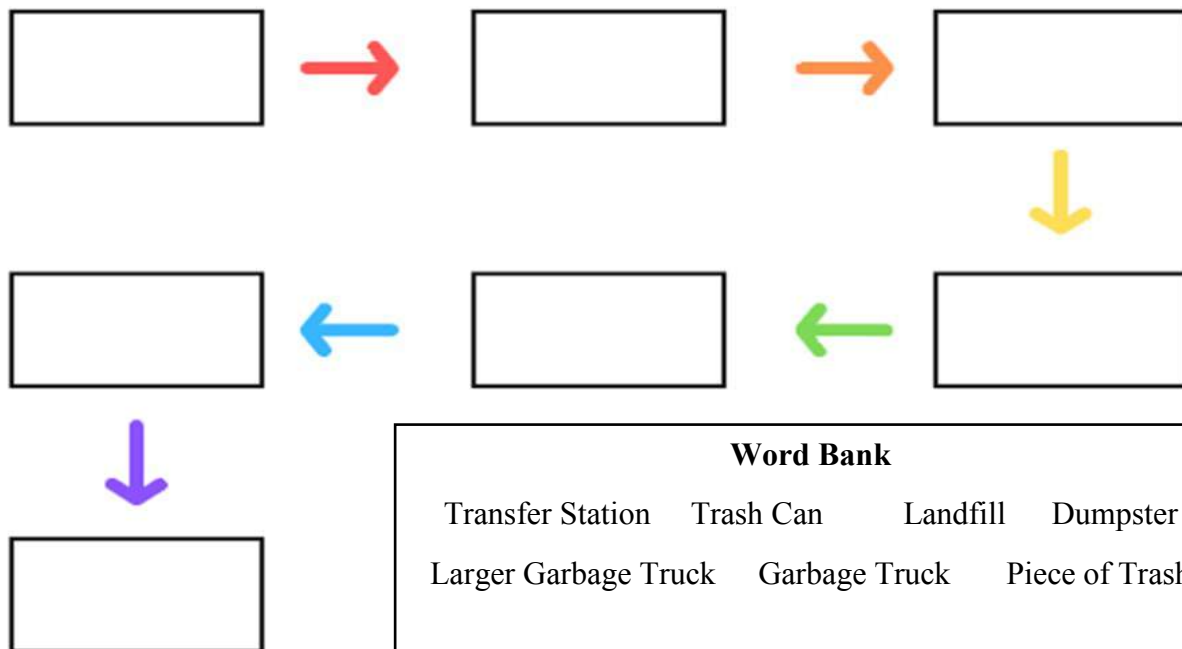 Word Bank
Transfer Station Trash Can Landfill Dumpster
Larger Garbage Truck Garbage Truck Piece of Trash